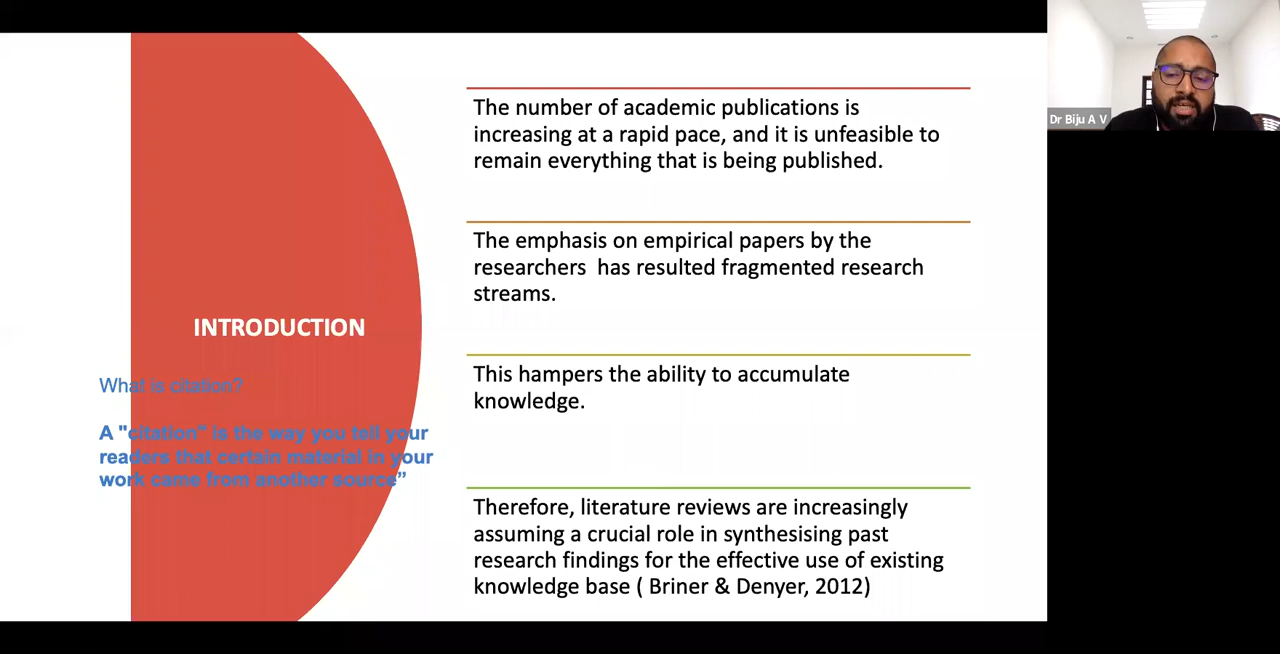 INTRODUCTION
What is citation?
A "citation" is the way you tell your
readers that certain material in your
work came from another source”
The number of academic publications is
increasing at a rapid pace, and it is unfeasible to
remain everything that is being published.
The emphasis on empirical papers by the
researchers has resulted fragmented research
streams.
This hampers the ability to accumulate
knowledge.
Therefore, literature reviews are increasingly
assuming a crucial role in synthesising past
research findings for the effective use of existing
knowledge base ( Briner & Denyer, 2012)
Dr Biju A V